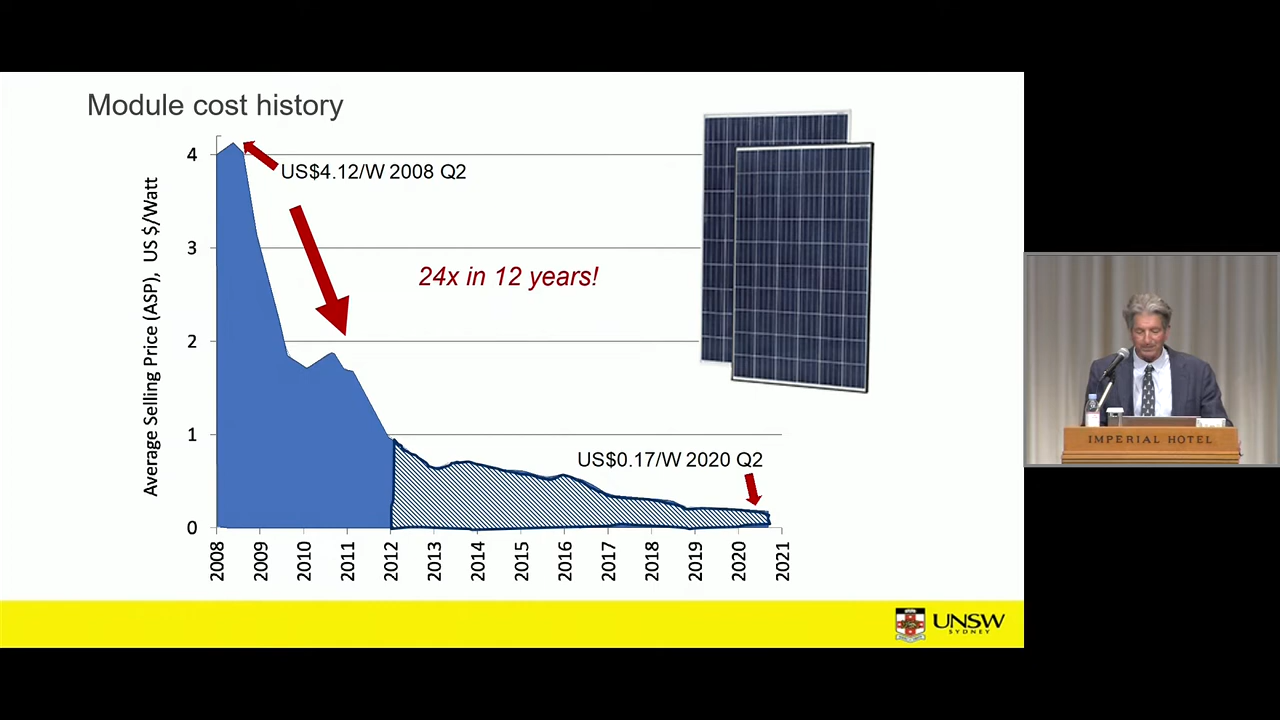 Module cost history
US$4.12/W 2008 Q2
24x in 12 years!
US$0.17/W 2020 Q2
Average Selling Price (ASP), US $/Watt
4
3
2
1
0
2008
2009
2010
2011
2012
2013
2014
2015
2016
2017
2018
2019
2020
2021
UNSW
SYDNEY
IMPERIAL HOTEL